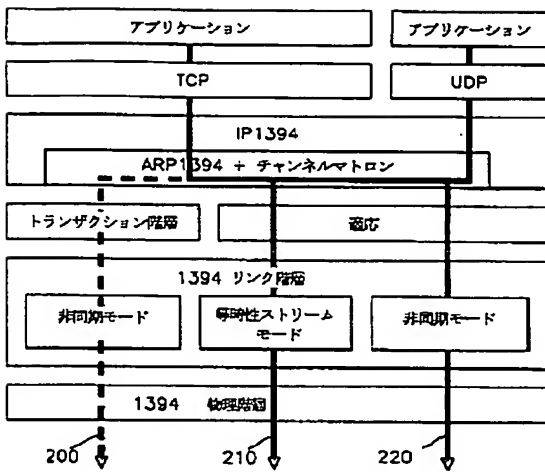 アプリケーション
アプリケーション
TCP
UDP
IP1394
ARP1394 + チャンネルマトロン
トランザクション階層
適応
1394 リンク階層
非同期モード
等時性ストリーム
モード
非同期モード
1394 物理階層
200
210
220